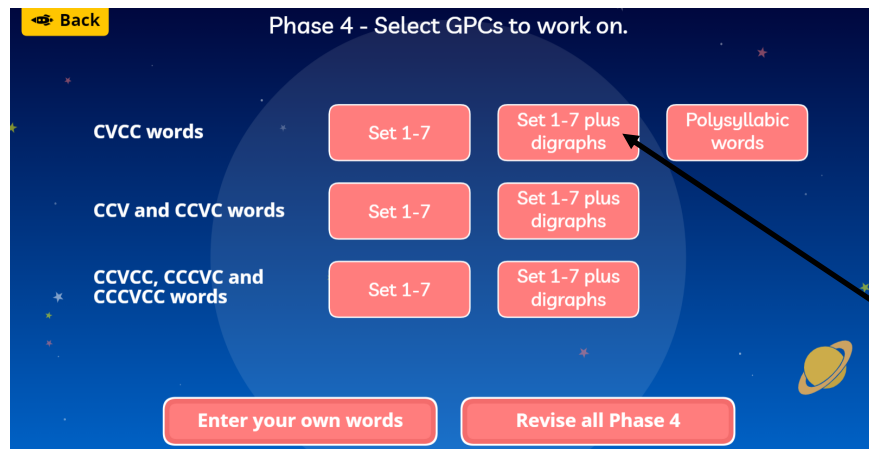 Back
Phase 4 - Select GPCs to work on.
CVCC words
Set 1-7
Set 1-7 plus
digraphs
Polysyllabic
words
CCV and CCVC words
Set 1-7
Set 1-7 plus
digraphs
CCVCC, CCCVC and
CCCVCC words
Set 1-7
Set 1-7 plus
digraphs
Enter your own words
Revise all Phase 4